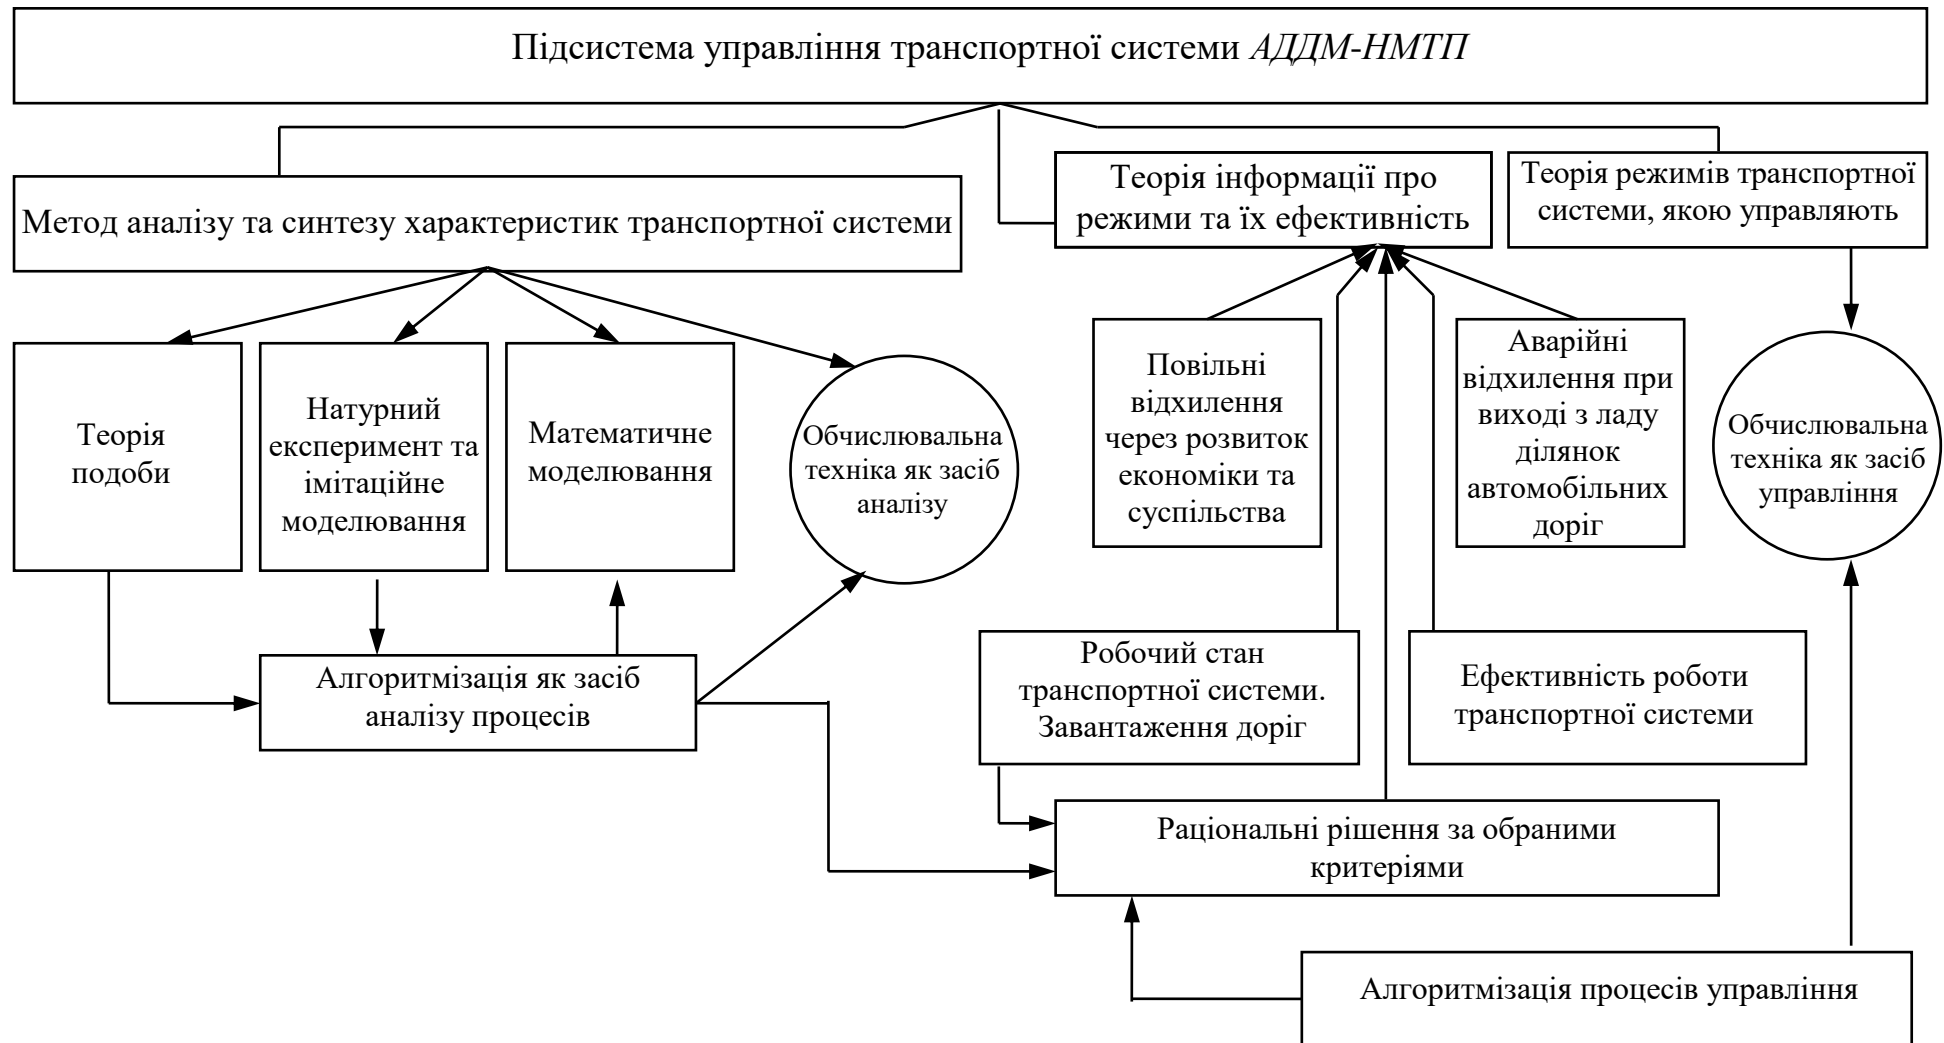 Підсистема управління транспортної системи АДДМ-НМТП
Метод аналізу та синтезу характеристик транспортної системи
Теорія інформації про
режими та їх ефективність
Теорія режимів транспортної
системи, якою управляють
Теорія
подоби
Натурний
експеримент та
імітаційне
моделювання
Математичне
моделювання
Обчислювальна
техніка як засіб
аналізу
Повільні
відхилення
через розвиток
економіки та
суспільства
Аварійні
відхилення при
виході з ладу
ділянок
автомобільних
доріг
Обчислювальна
техніка як засіб
управління
Алгоритмізація як засіб
аналізу процесів
Робочий стан
транспортної системи.
Завантаження доріг
Ефективність роботи
транспортної системи
Раціональні рішення за обраними
критеріями
Алгоритмізація процесів управління